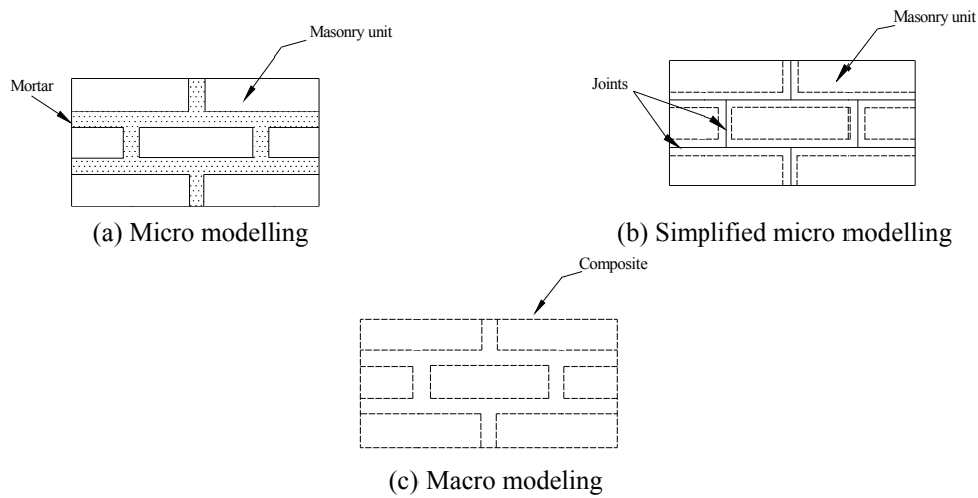 Masonry unit
Mortar
(a) Micro modelling
Masonry unit
Joints
(b) Simplified micro modelling
Composite
(c) Macro modeling